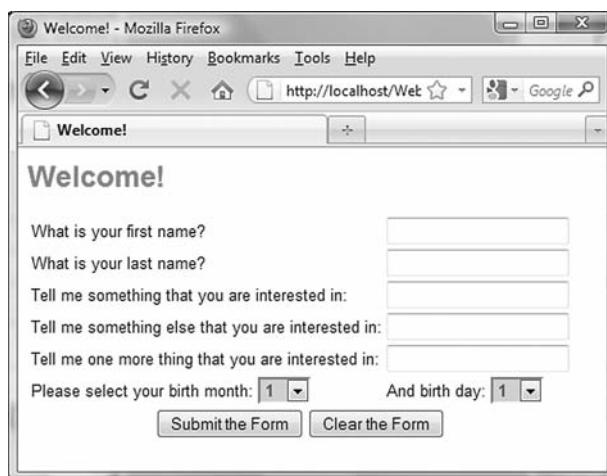 Welcome! - Mozilla Firefox
File Edit View History Bookmarks Tools Help
http://localhost/Wel Google
Welcome!
Welcome!
What is your first name?
What is your last name?
Tell me something that you are interested in:
Tell me something else that you are interested in:
Tell me one more thing that you are interested in:
Please select your birth month: 1 And birth day: 1
Submit the Form Clear the Form